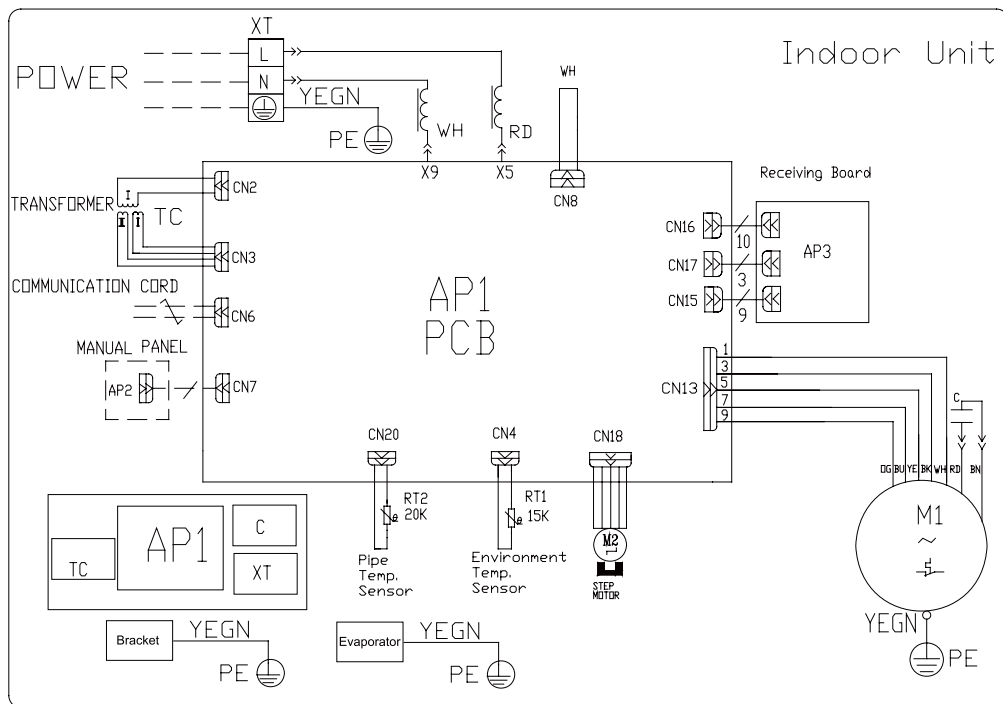 Indoor Unit
POWER
XT
L
N
YEGN
PE
WH
RD
WH
X9
X5
CN8
TRANSFORMER
I
II
I
TC
CN2
CN3
COMMUNICATION CORD
CN6
MANUAL PANEL
AP2
CN7
AP1
PCB
Receiving Board
CN16
10
CN17
3
CN15
9
AP3
CN13
1
3
5
7
9
C
OG BU YE BK WH RD BN
M1
~
YEGN
PE
CN20
RT2
20K
Pipe
Temp.
Sensor
CN4
RT1
15K
Environment
Temp.
Sensor
CN18
M2
STEP
MOTOR
TC
AP1
C
XT
Bracket
YEGN
PE
Evaporator
YEGN
PE